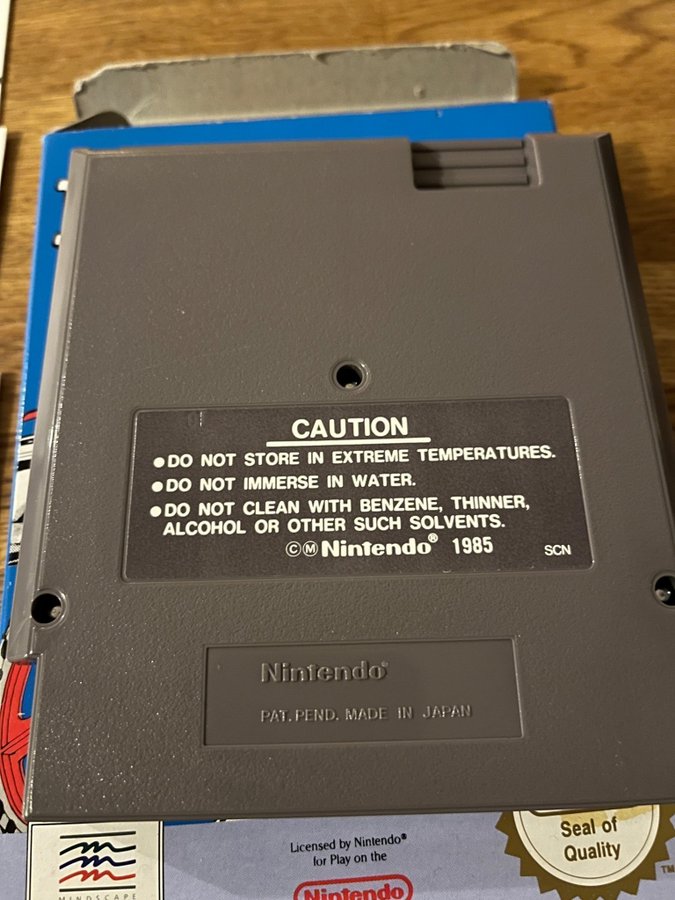 CAUTION
●DO NOT STORE IN EXTREME TEMPERATURES.
●DO NOT IMMERSE IN WATER.
●DO NOT CLEAN WITH BENZENE, THINNER,
ALCOHOL OR OTHER SUCH SOLVENTS.
©Ⓜ Nintendo® 1985 SCN
Nintendo®
PAT. PEND. MADE IN JAPAN
MINDSCAPE
Licensed by Nintendo®
for Play on the
Nintendo
Seal of
Quality
TM